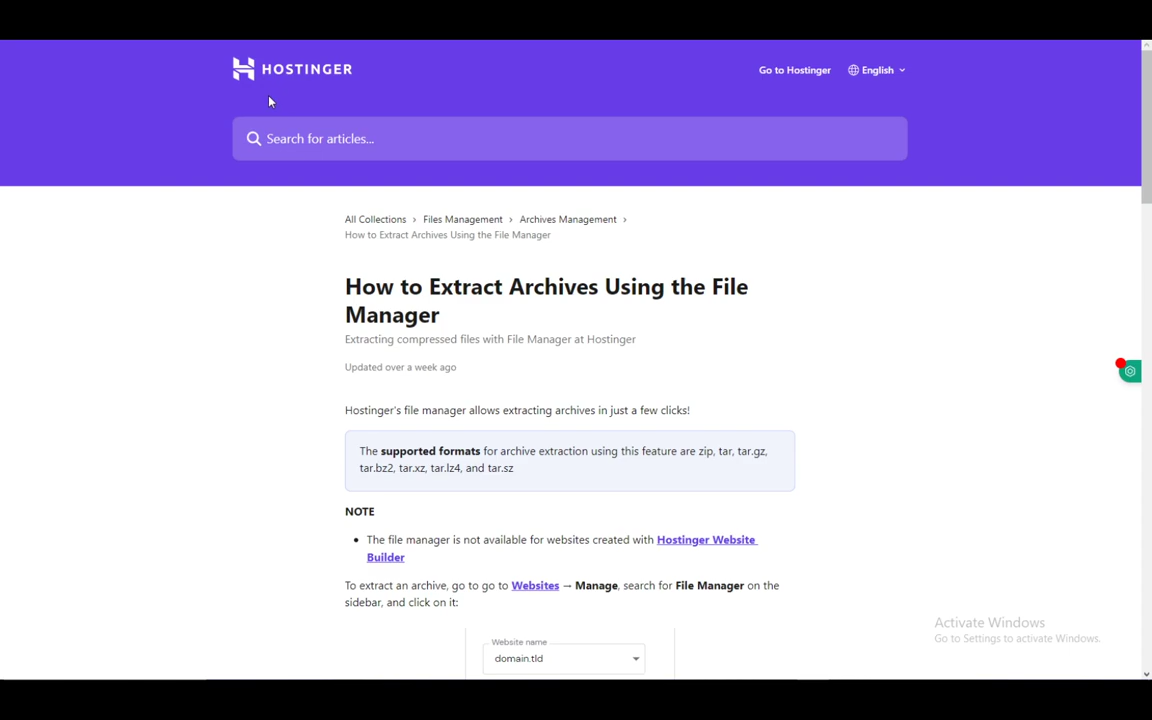 HOSTINGER
Go to Hostinger
English
Search for articles...
All Collections > Files Management > Archives Management >
How to Extract Archives Using the File Manager
How to Extract Archives Using the File
Manager
Extracting compressed files with File Manager at Hostinger
Updated over a week ago
Hostinger's file manager allows extracting archives in just a few clicks!
The supported formats for archive extraction using this feature are zip, tar, tar.gz,
tar.bz2, tar.xz, tar.lz4, and tar.sz
NOTE
• The file manager is not available for websites created with Hostinger Website
Builder
To extract an archive, go to go to Websites → Manage, search for File Manager on the
sidebar, and click on it:
Website name
domain.tld
Activate Windows
Go to Settings to activate Windows.